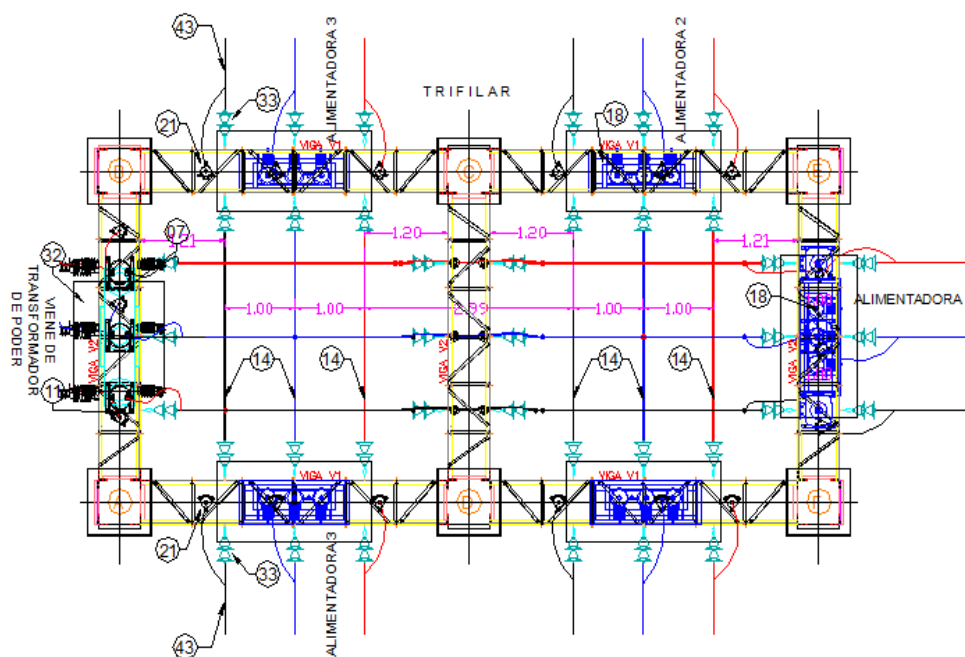 43
33
21
ALIMENTADORA 3
TRIFILAR
ALIMENTADORA 2
18
VIGA V1
VIGA V1
B
C
E
07
32
1.21
1.20
1.20
1.21
1.00
1.00
2.99
1.00
1.00
VIENE DE
TRANSFORMADOR
DE PODER
VIGA V2
VIGA V2
VIGA V2
18
ALIMENTADORA
11
14
14
14
14
VIGA V1
VIGA V1
A
D
F
21
33
43
ALIMENTADORA3